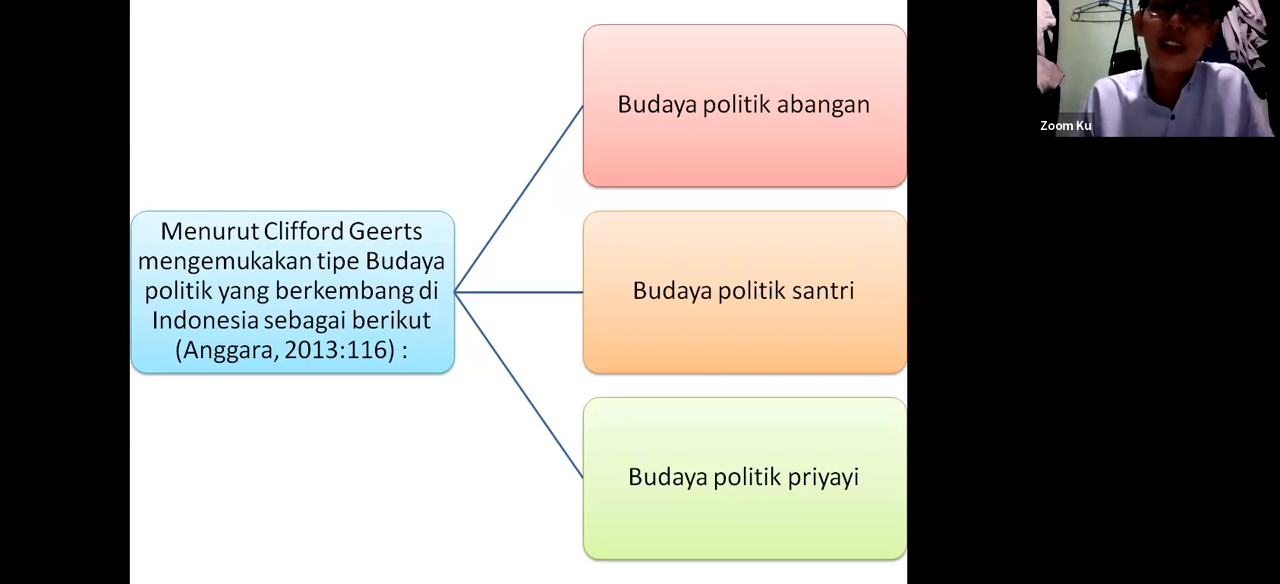 Budaya politik abangan
Menurut Clifford Geerts
mengemukakan tipe Budaya
politik yang berkembang di
Indonesia sebagai berikut
(Anggara, 2013:116) :
Budaya politik santri
Budaya politik priyayi
Zoom Ku